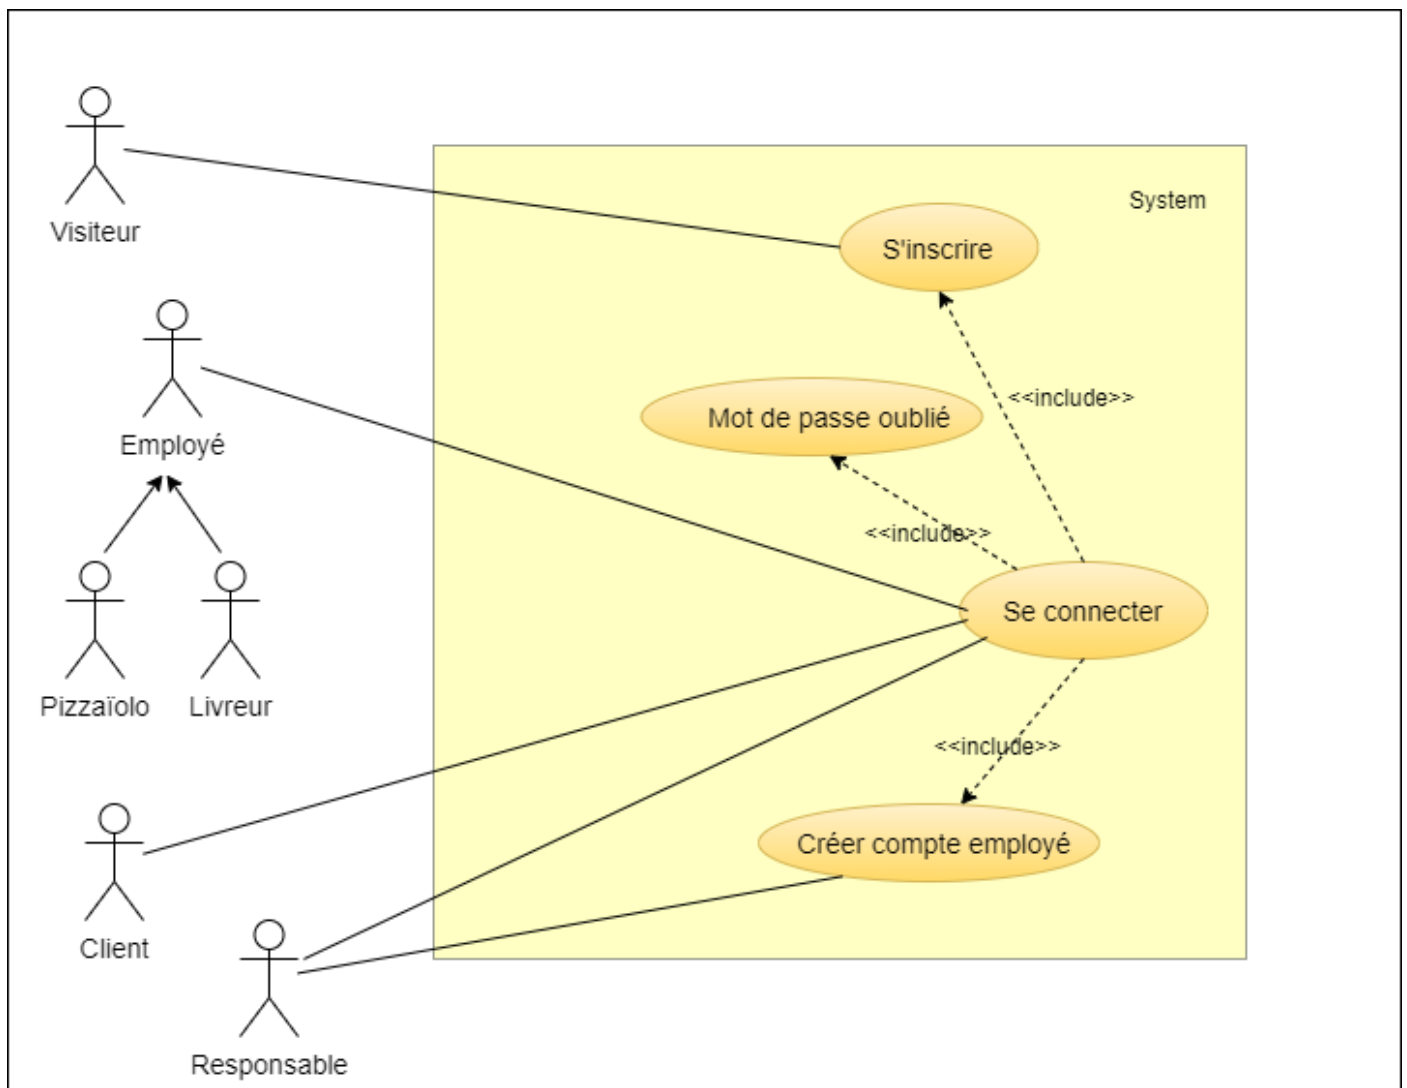 Visiteur
System
S'inscrire
Employé
<<include>>
Mot de passe oublié
<<include>>
Se connecter
Pizzaïolo
Livreur
<<include>>
Créer compte employé
Client
Responsable